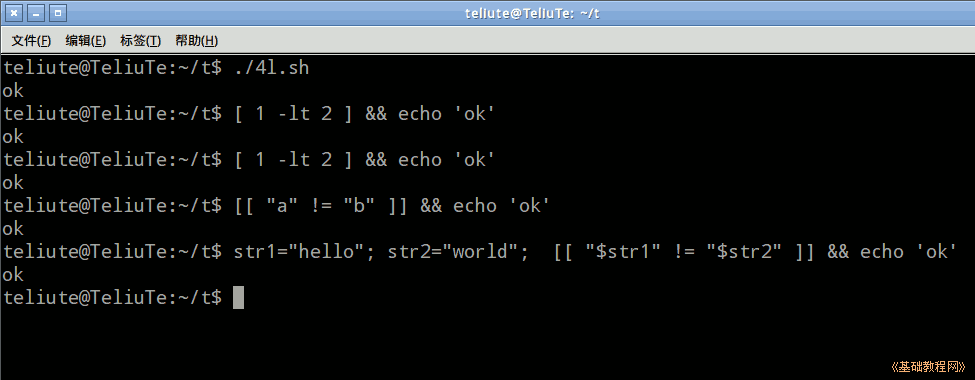 teliute@TeliuTe: ~/t
文件(F) 编辑(E) 标签(T) 帮助(H)
teliute@TeliuTe:~/t$ ./4l.sh
ok
teliute@TeliuTe:~/t$ [ 1 -lt 2 ] && echo 'ok'
ok
teliute@TeliuTe:~/t$ [ 1 -lt 2 ] && echo 'ok'
ok
teliute@TeliuTe:~/t$ [[ "a" != "b" ]] && echo 'ok'
ok
teliute@TeliuTe:~/t$ str1="hello"; str2="world";  [[ "$str1" != "$str2" ]] && echo 'ok'
ok
teliute@TeliuTe:~/t$
《基础教程网》